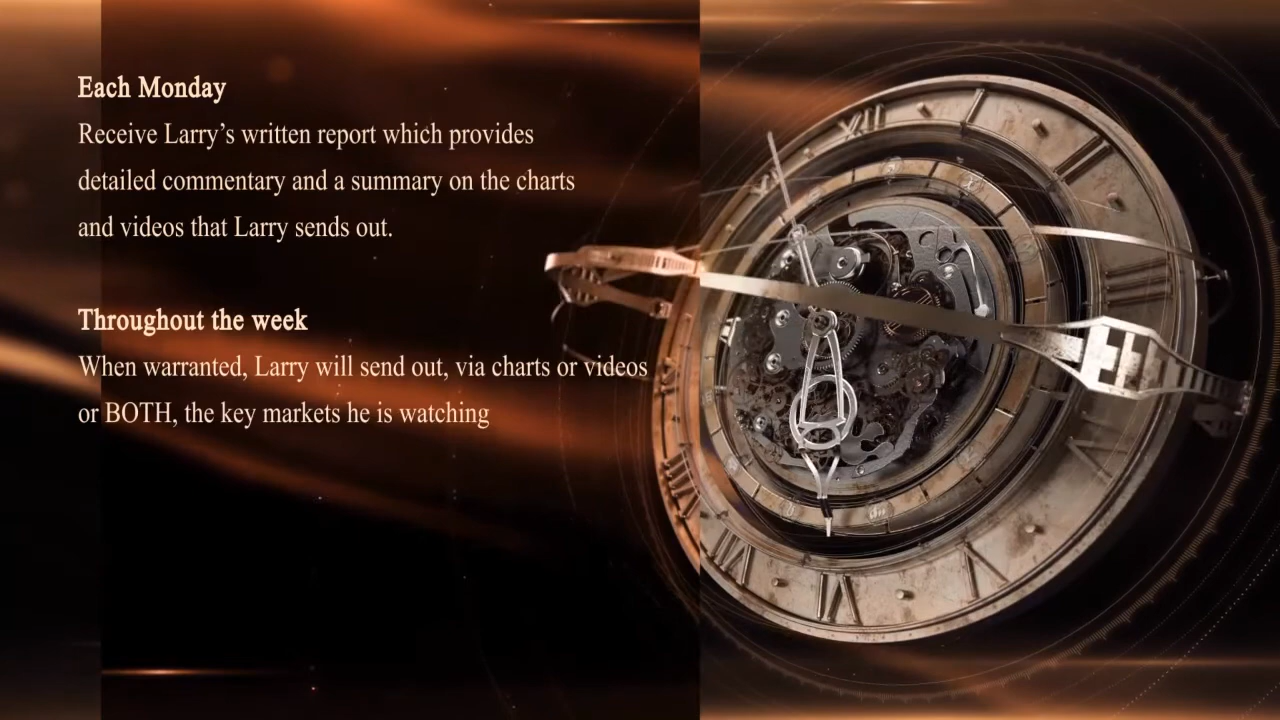 Each Monday
Receive Larry’s written report which provides
detailed commentary and a summary on the charts
and videos that Larry sends out.
Throughout the week
When warranted, Larry will send out, via charts or videos
or BOTH, the key markets he is watching
XII